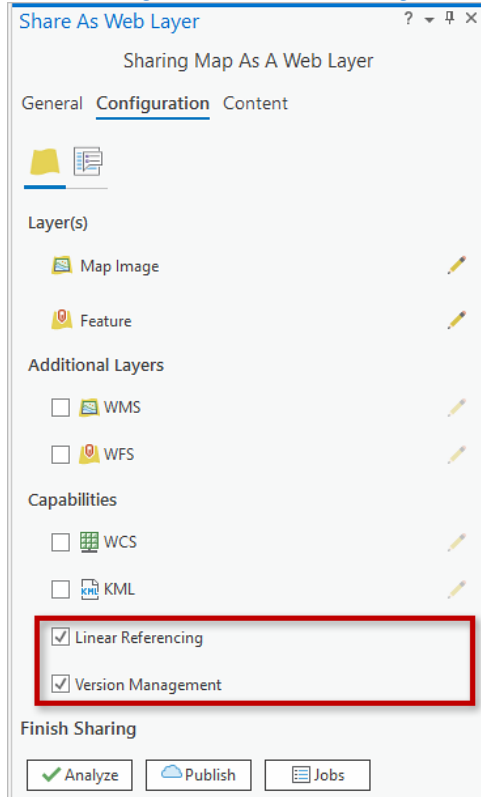 Share As Web Layer
Sharing Map As A Web Layer
General Configuration Content
Layer(s)
Map Image
Feature
Additional Layers
WMS
WFS
Capabilities
WCS
KML
Linear Referencing
Version Management
Finish Sharing
Analyze Publish Jobs